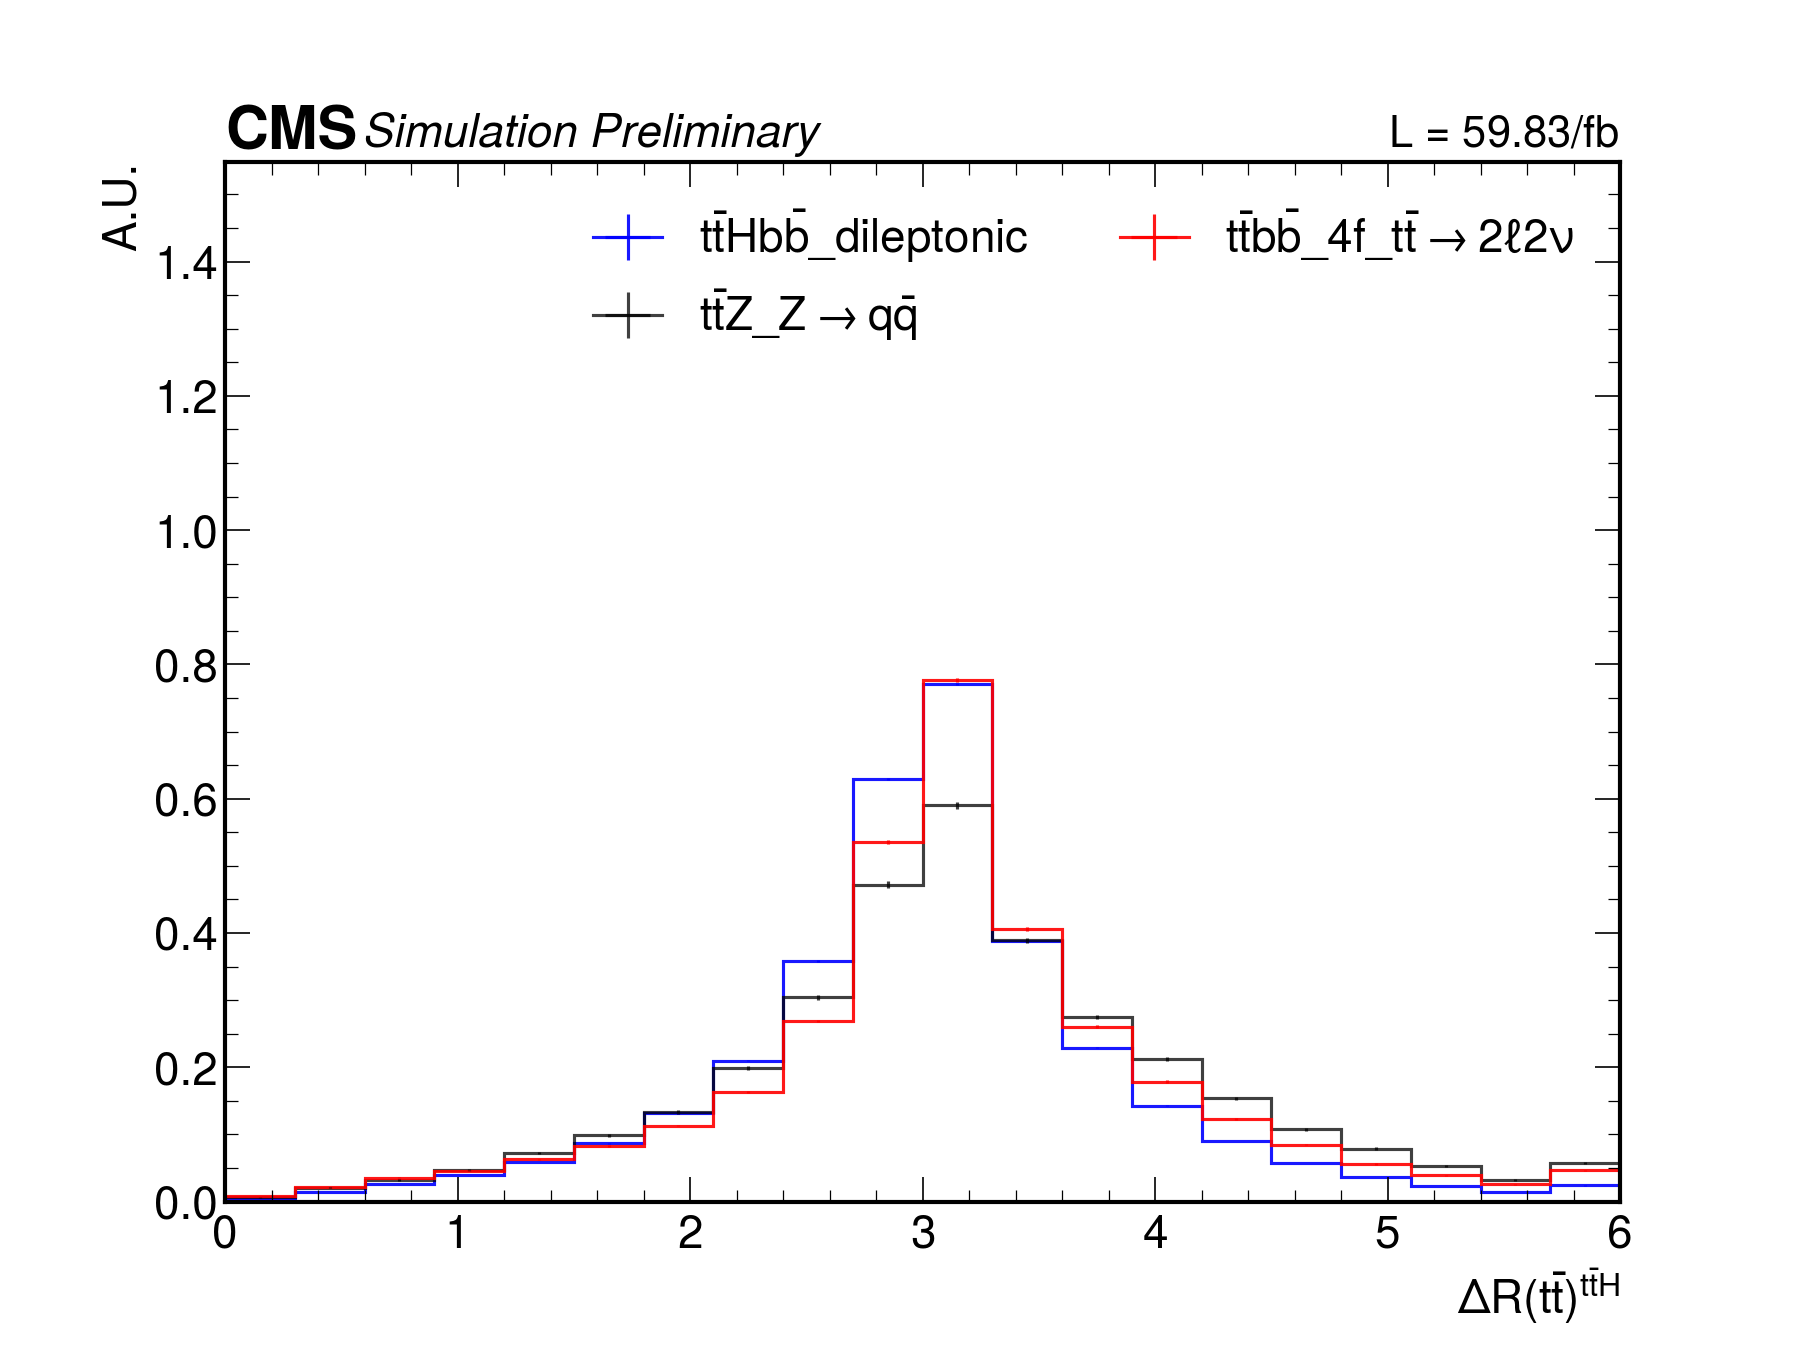 CMS Simulation Preliminary L = 59.83/fb
A.U.
tt̄Hbb̄_dileptonic tt̄bb̄_4f_tt̄ → 2ℓ2ν
tt̄Z_Z → qq̄
1.4
1.2
1.0
0.8
0.6
0.4
0.2
0.0
0 1 2 3 4 5 6
ΔR(tt̄)^{tt̄H}